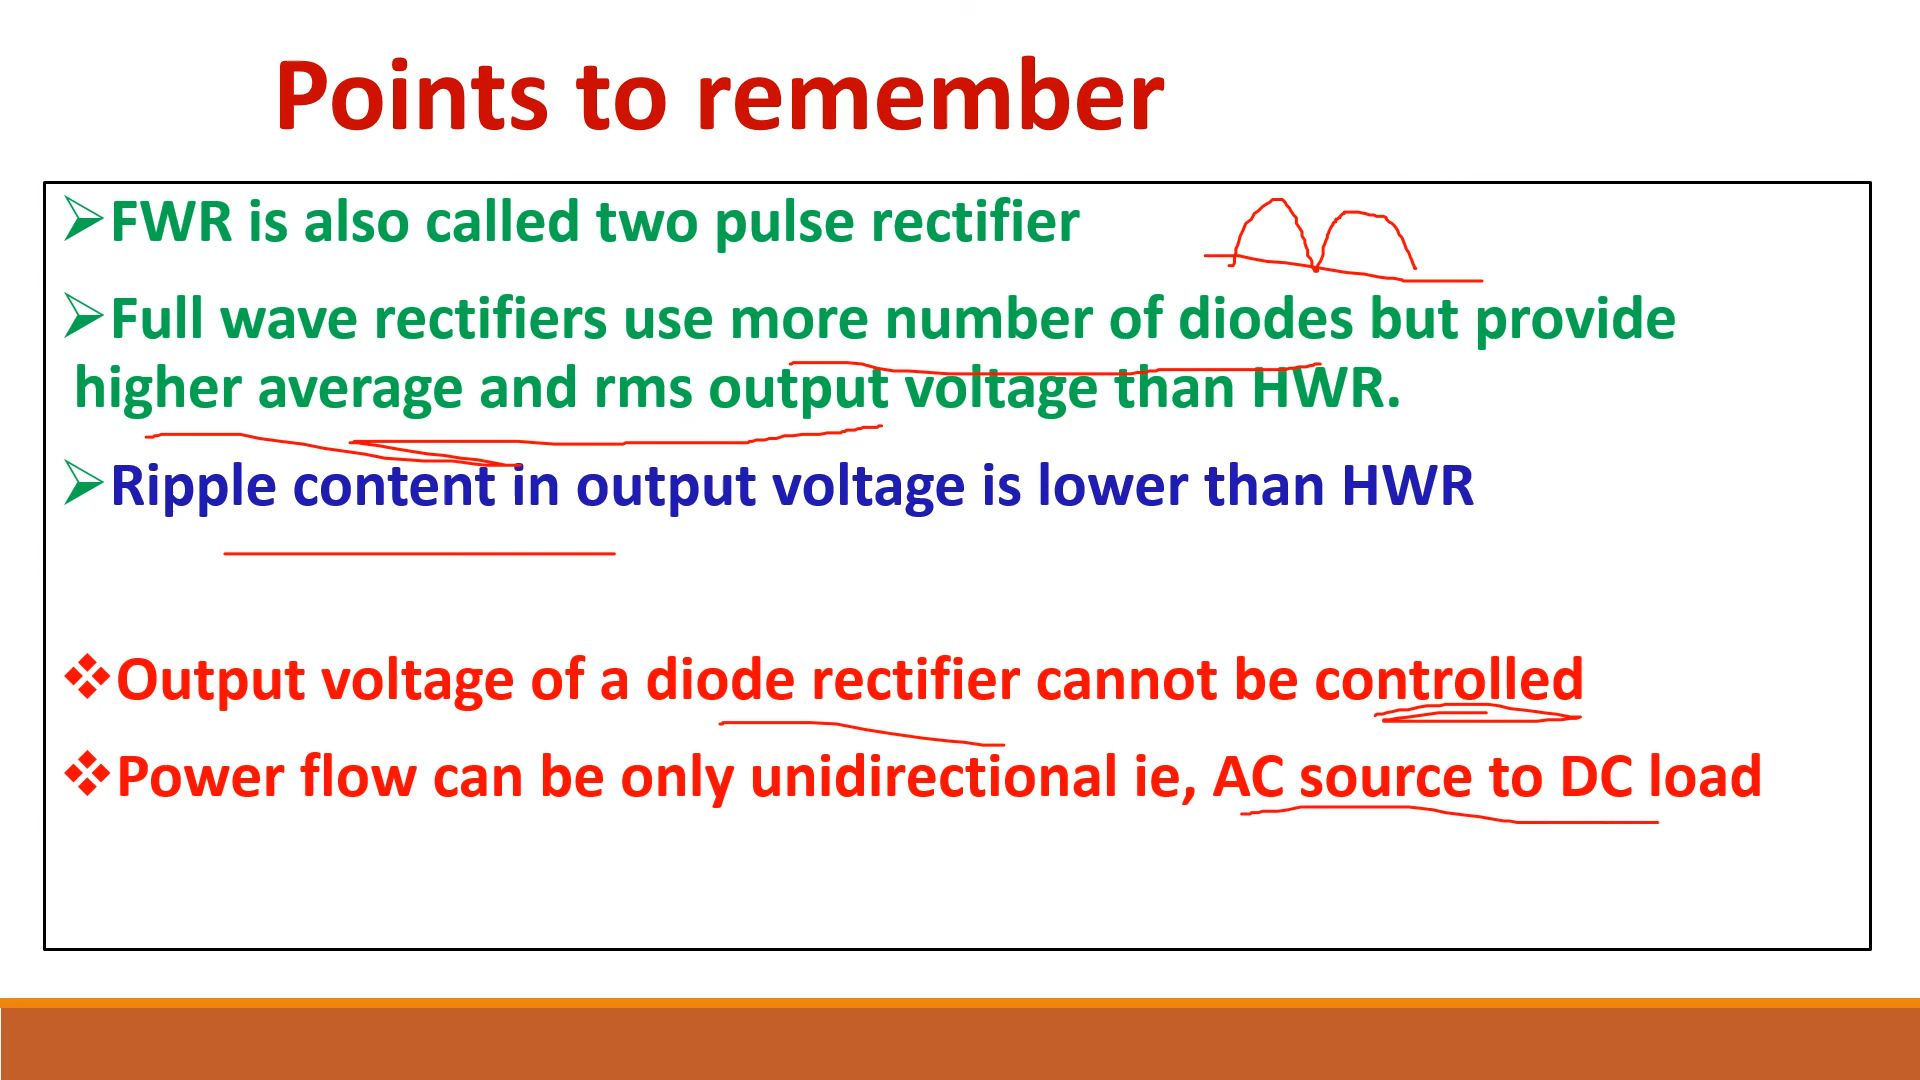 Points to remember
FWR is also called two pulse rectifier
Full wave rectifiers use more number of diodes but provide
higher average and rms output voltage than HWR.
Ripple content in output voltage is lower than HWR
Output voltage of a diode rectifier cannot be controlled
Power flow can be only unidirectional ie, AC source to DC load